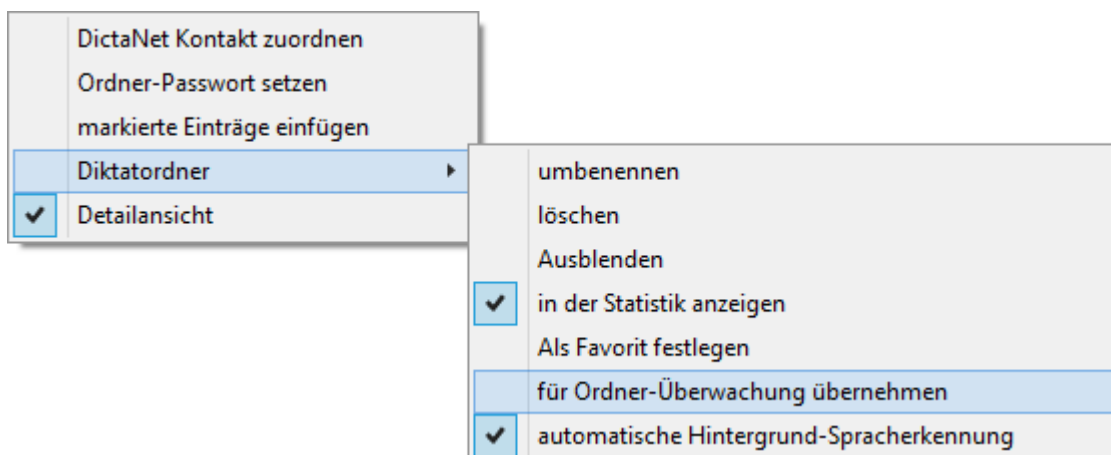 DictaNet Kontakt zuordnen
Ordner-Passwort setzen
markierte Einträge einfügen
Diktatordner
Detailansicht
umbenennen
löschen
Ausblenden
in der Statistik anzeigen
Als Favorit festlegen
für Ordner-Überwachung übernehmen
automatische Hintergrund-Spracherkennung